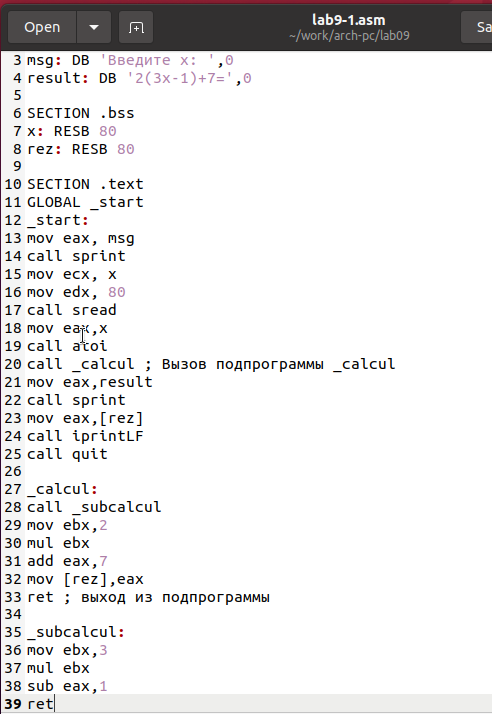 Open lab9-1.asm Sa
~/work/arch-pc/lab09
3 msg: DB 'Введите x: ',0
4 result: DB '2(3x-1)+7=',0
5
6 SECTION .bss
7 x: RESB 80
8 rez: RESB 80
9
10 SECTION .text
11 GLOBAL _start
12 _start:
13 mov eax, msg
14 call sprint
15 mov ecx, x
16 mov edx, 80
17 call sread
18 mov eax,x
19 call atoi
20 call _calcul ; Вызов подпрограммы _calcul
21 mov eax,result
22 call sprint
23 mov eax,[rez]
24 call iprintLF
25 call quit
26
27 _calcul:
28 call _subcalcul
29 mov ebx,2
30 mul ebx
31 add eax,7
32 mov [rez],eax
33 ret ; выход из подпрограммы
34
35 _subcalcul:
36 mov ebx,3
37 mul ebx
38 sub eax,1
39 ret